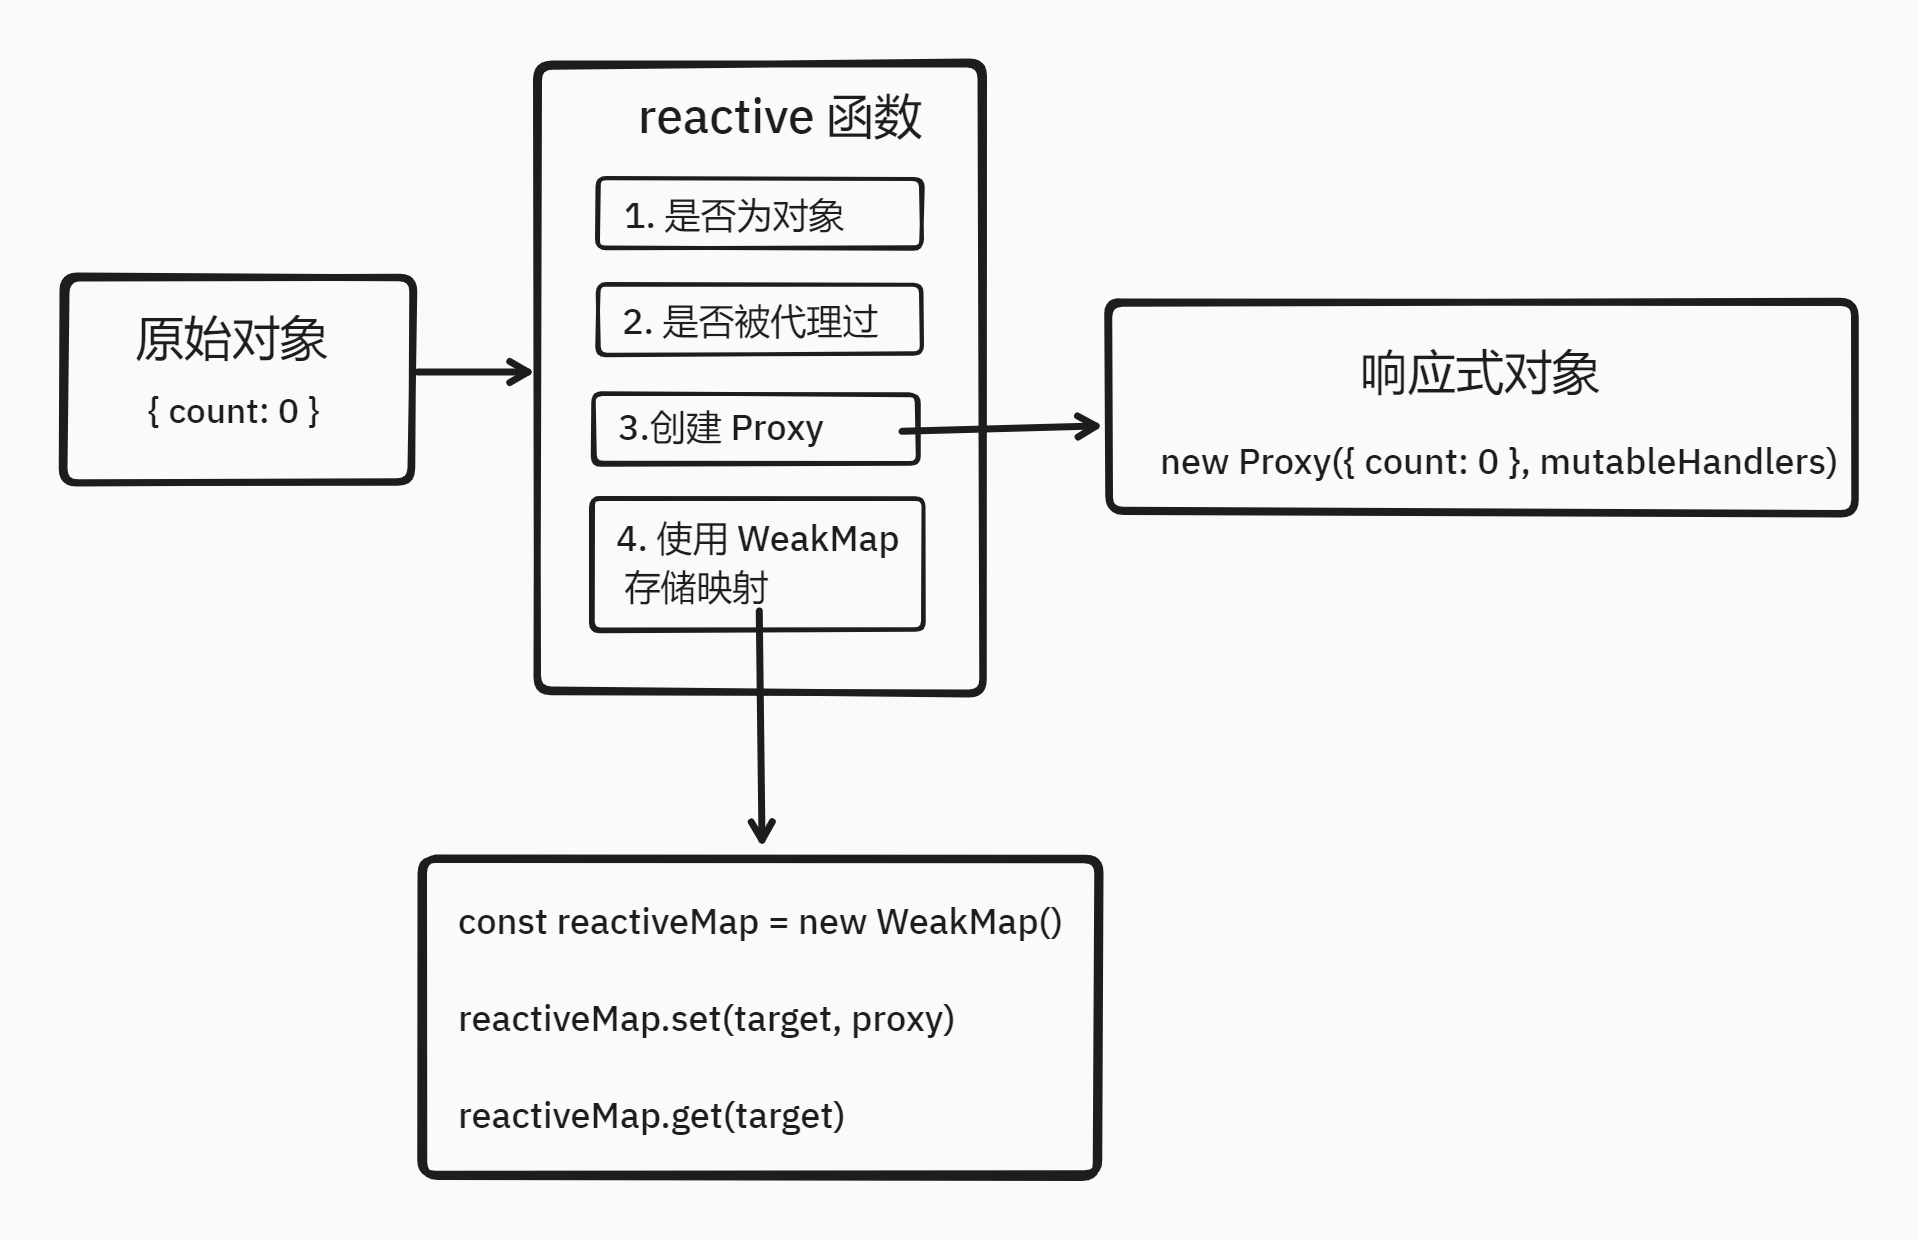 reactive 函数
1. 是否为对象
2. 是否被代理过
3.创建 Proxy
4. 使用 WeakMap
存储映射
原始对象
{ count: 0 }
响应式对象
new Proxy({ count: 0 }, mutableHandlers)
const reactiveMap = new WeakMap()
reactiveMap.set(target, proxy)
reactiveMap.get(target)